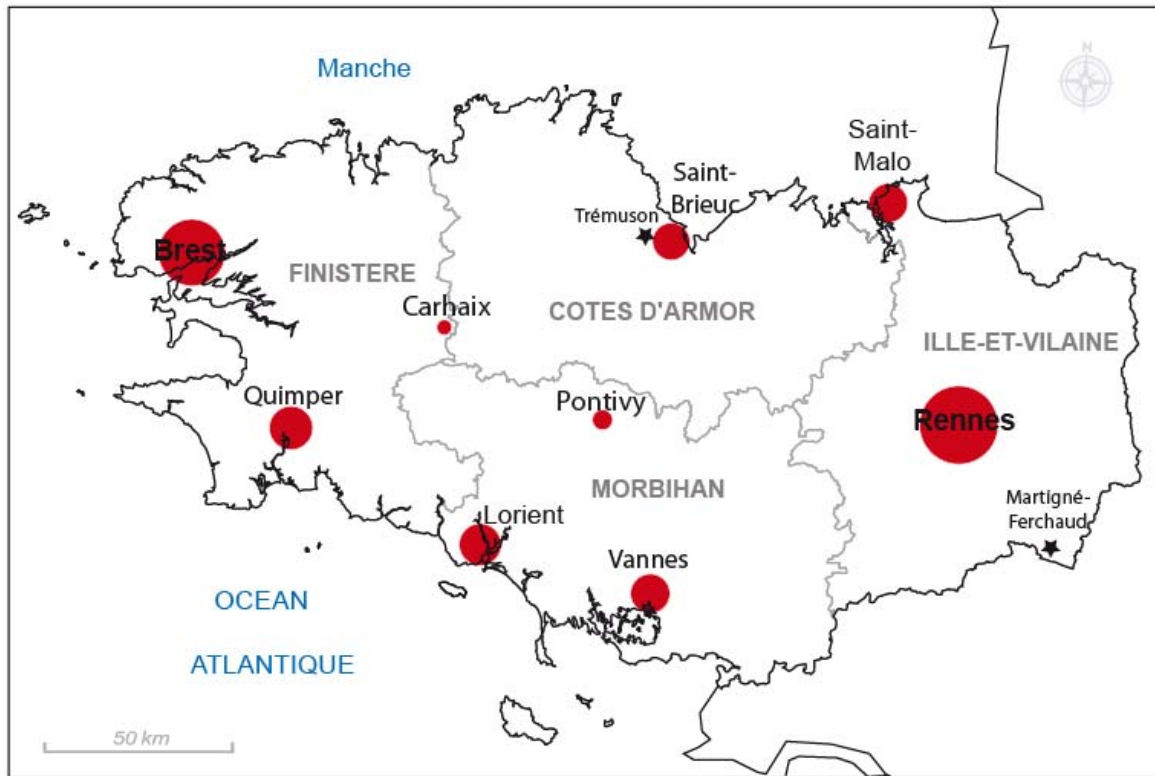 N
Manche
Saint-
Malo
Saint-
Brieuc
Trémuson
Brest
FINISTERE
Carhaix
COTES D'ARMOR
ILLE-ET-VILAINE
Quimper
Pontivy
Rennes
MORBIHAN
Martigné-
Ferchaud
Lorient
Vannes
OCEAN
ATLANTIQUE
50 km